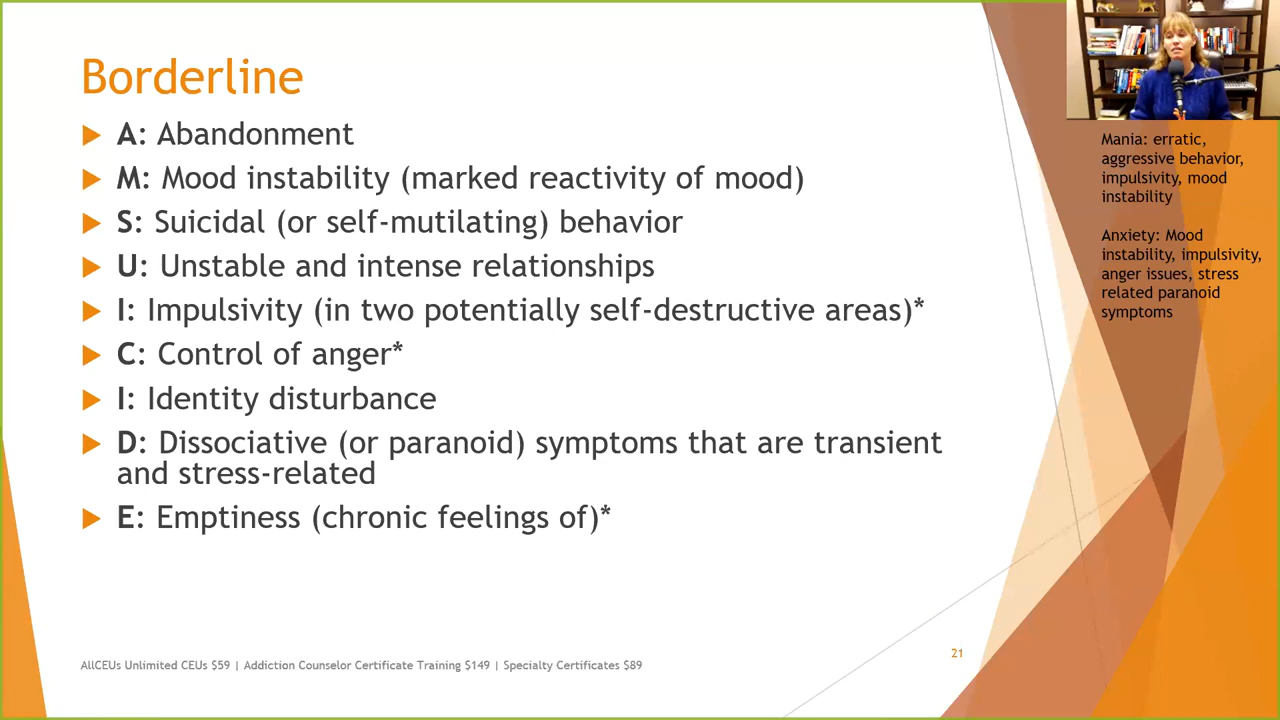 Borderline
A: Abandonment
M: Mood instability (marked reactivity of mood)
S: Suicidal (or self-mutilating) behavior
U: Unstable and intense relationships
I: Impulsivity (in two potentially self-destructive areas)*
C: Control of anger*
I: Identity disturbance
D: Dissociative (or paranoid) symptoms that are transient
and stress-related
E: Emptiness (chronic feelings of)*
Mania: erratic,
aggressive behavior,
impulsivity, mood
instability
Anxiety: Mood
instability, impulsivity,
anger issues, stress
related paranoid
symptoms
AllCEUs Unlimited CEUs $59 | Addiction Counselor Certificate Training $149 | Specialty Certificates $89
21